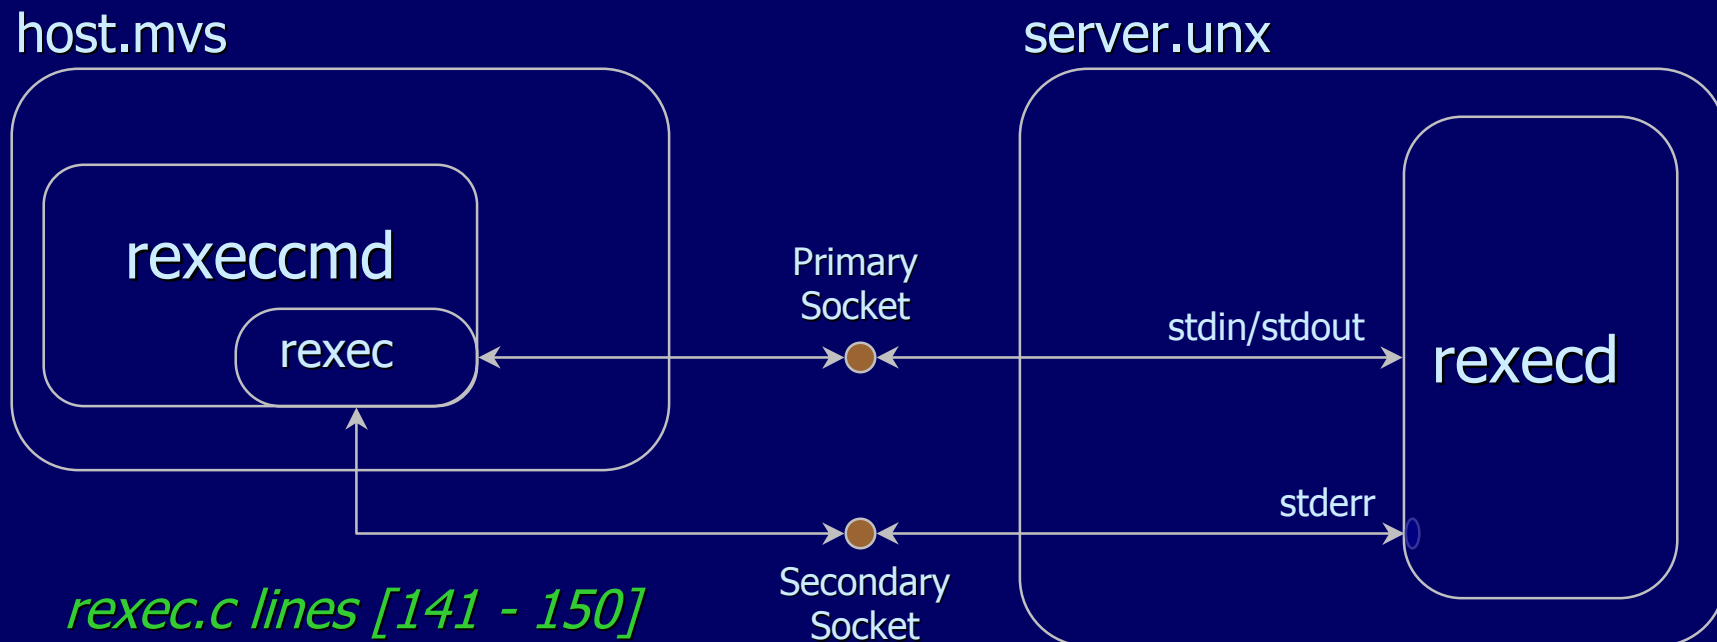 host.mvs
server.unx
rexeccmd
rexec
Primary
Socket
stdin/stdout
rexecd
stderr
Secondary
Socket
rexec.c lines [141 - 150]